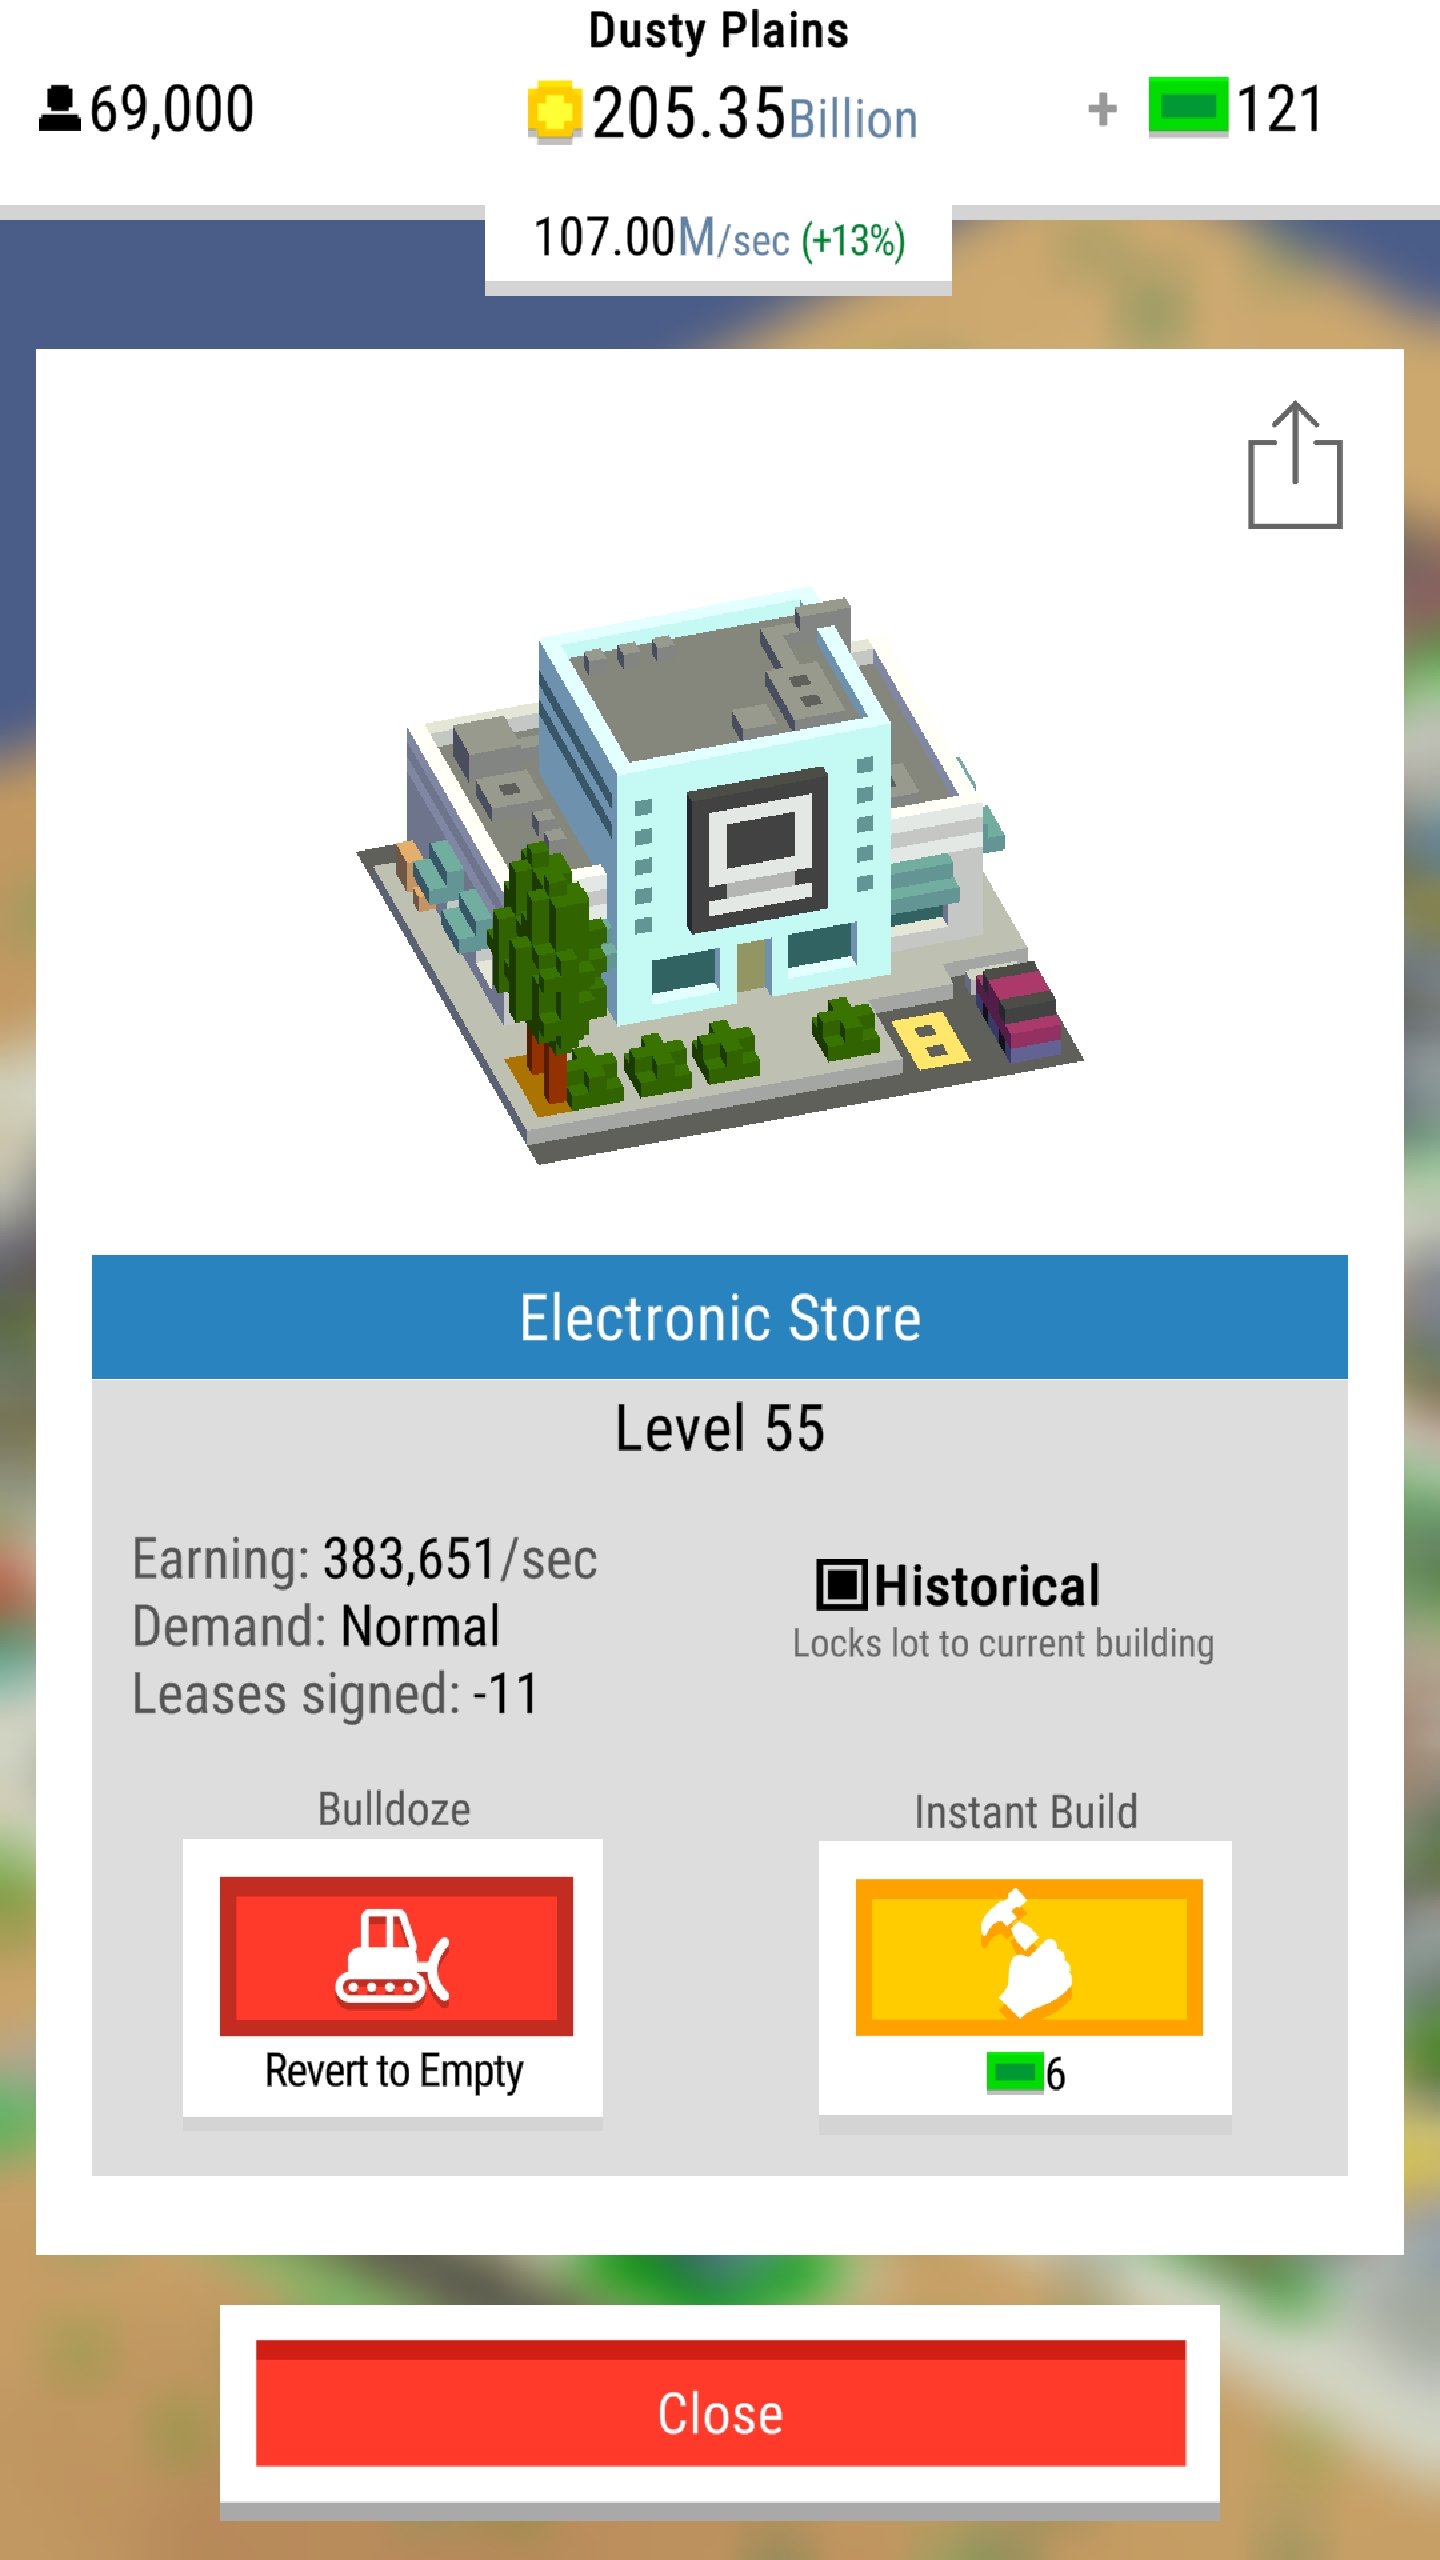 Dusty Plains
69,000
205.35Billion
+ 121
107.00M/sec (+13%)
Electronic Store
Level 55
Earning: 383,651/sec
Demand: Normal
Leases signed: -11
Historical
Locks lot to current building
Bulldoze
Revert to Empty
Instant Build
6
Close